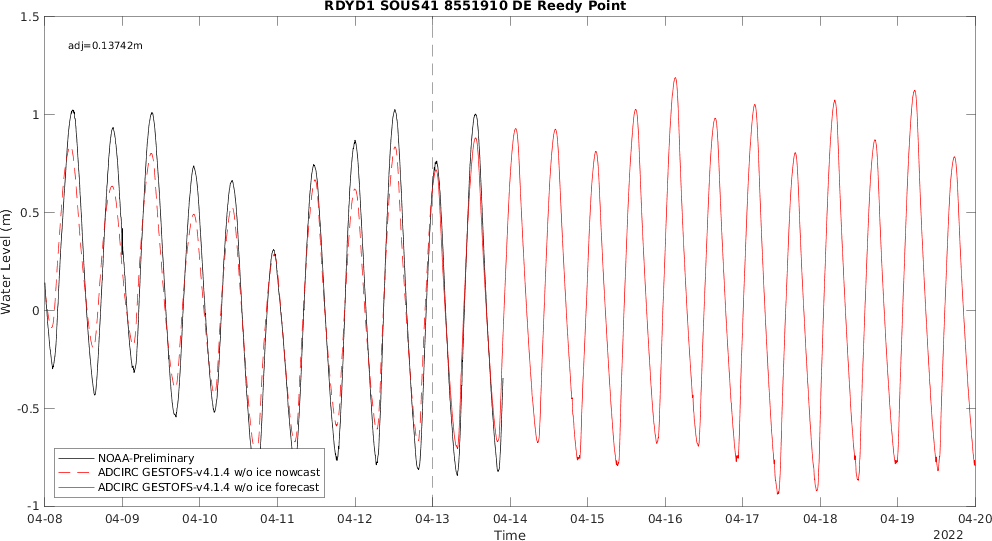 RDYD1 SOUS41 8551910 DE Reedy Point
adj=0.13742m
Water Level (m)
1.5
1
0.5
0
-0.5
-1
NOAA-Preliminary
ADCIRC GESTOFS-v4.1.4 w/o ice nowcast
ADCIRC GESTOFS-v4.1.4 w/o ice forecast
04-08 04-09 04-10 04-11 04-12 04-13 04-14 04-15 04-16 04-17 04-18 04-19 04-20
Time
2022